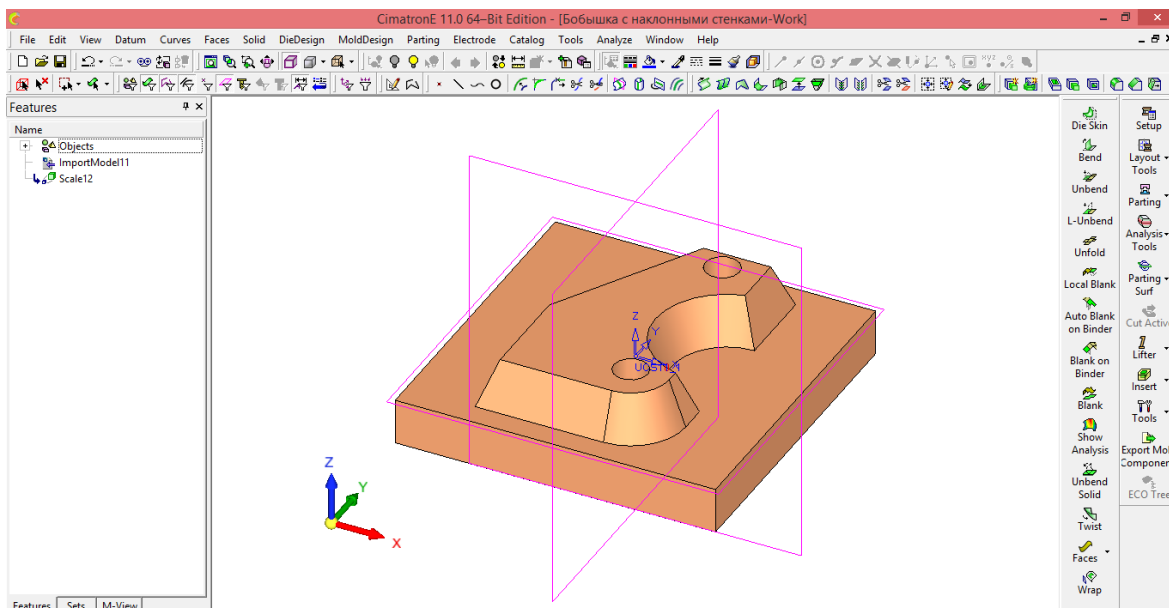 CimatronE 11.0 64–Bit Edition - [Бобышка с наклонными стенками-Work]
File Edit View Datum Curves Faces Solid DieDesign MoldDesign Parting Electrode Catalog Tools Analyze Window Help
Features
Name
Objects
ImportModel11
Scale12
Features Sets M-View
Z
Y
X
Z
Y
X
Die Skin
Bend
Unbend
L-Unbend
Unfold
Local Blank
Auto Blank
on Binder
Blank on
Binder
Blank
Show
Analysis
Unbend
Solid
Twist
Faces
Wrap
Setup
Layout
Tools
Parting
Analysis
Tools
Parting
Surf
Cut Active
Lifter
Insert
Tools
Export Mol
Component
ECO Tree